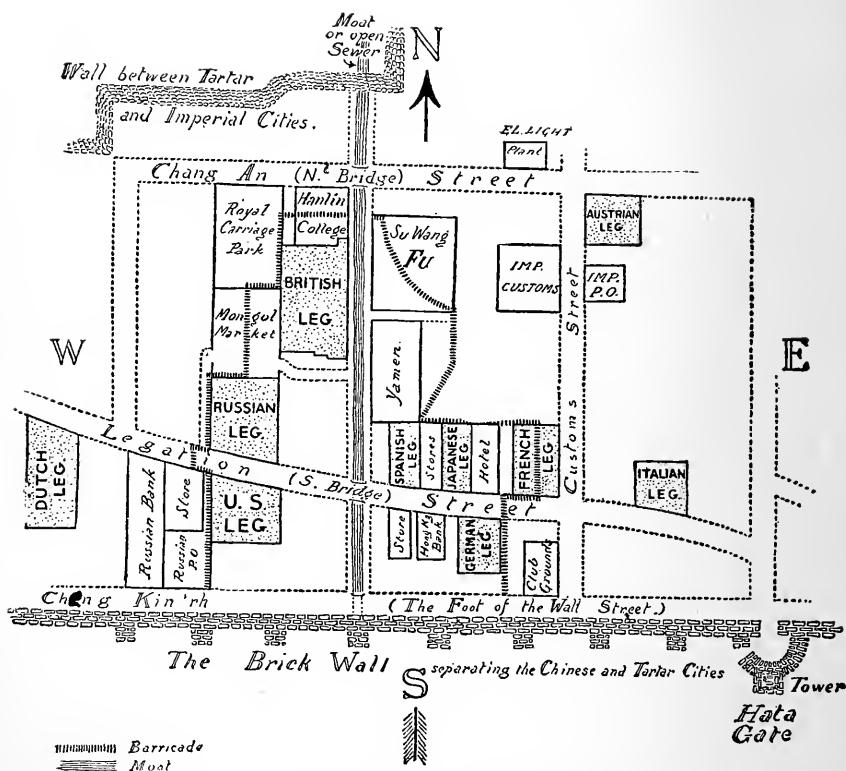 Moat
or open
Sewer
N
Wall between Tartar
and Imperial Cities.
EL. LIGHT
Plant
Chang An (N.ᵗ Bridge) Street
Royal
Carriage
Park
Hanlin
College
Su Wang
Fu
AUSTRIAN
LEG.
IMP.
CUSTOMS
IMP.
P.O.
BRITISH
LEG.
Mongol
Market
Customs Street
W
E
Yamen.
RUSSIAN
LEG.
DUTCH
LEG.
Legation (S. Bridge) Street
SPANISH
LEG.
Stores
JAPANESE
LEG.
Hotel
FRENCH
LEG.
ITALIAN
LEG.
Russian Bank
Store
U.S.
LEG.
Russian
P.O
Store
Bank
GERMAN
LEG.
Club
Grounds
Kin'rh
(The Foot of the Wall Street.)
The Brick Wall
S
separating the Chinese and Tartar Cities
Tower
Hata
Gate
Barricade
Moat